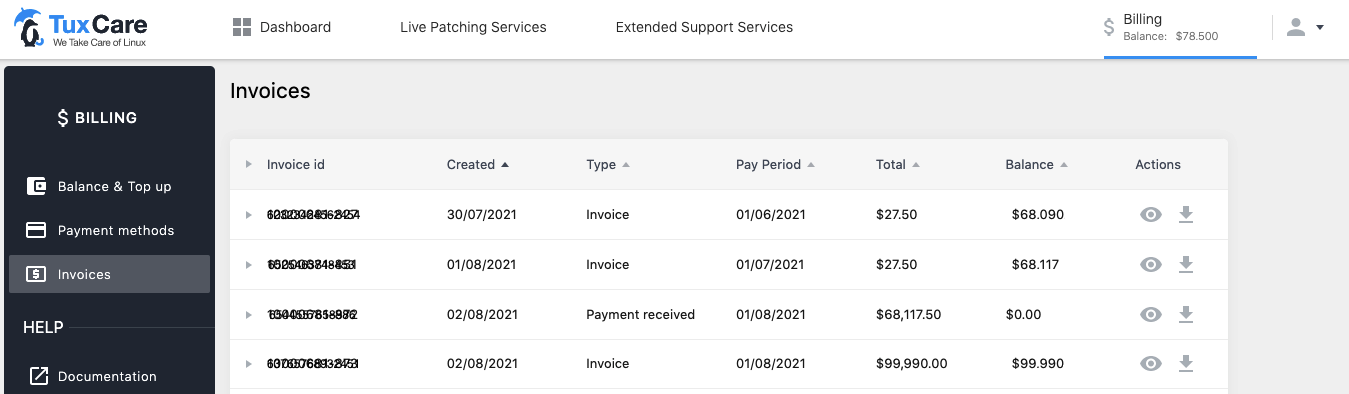 TuxCare
We Take Care of Linux
Dashboard
Live Patching Services
Extended Support Services
Billing
Balance: $78.500
BILLING
Balance & Top up
Payment methods
Invoices
HELP
Documentation
Invoices
Invoice id Created Type Pay Period Total Balance Actions
30/07/2021 Invoice 01/06/2021 $27.50 $68.090
01/08/2021 Invoice 01/07/2021 $27.50 $68.117
02/08/2021 Payment received 01/08/2021 $68,117.50 $0.00
02/08/2021 Invoice 01/08/2021 $99,990.00 $99.990